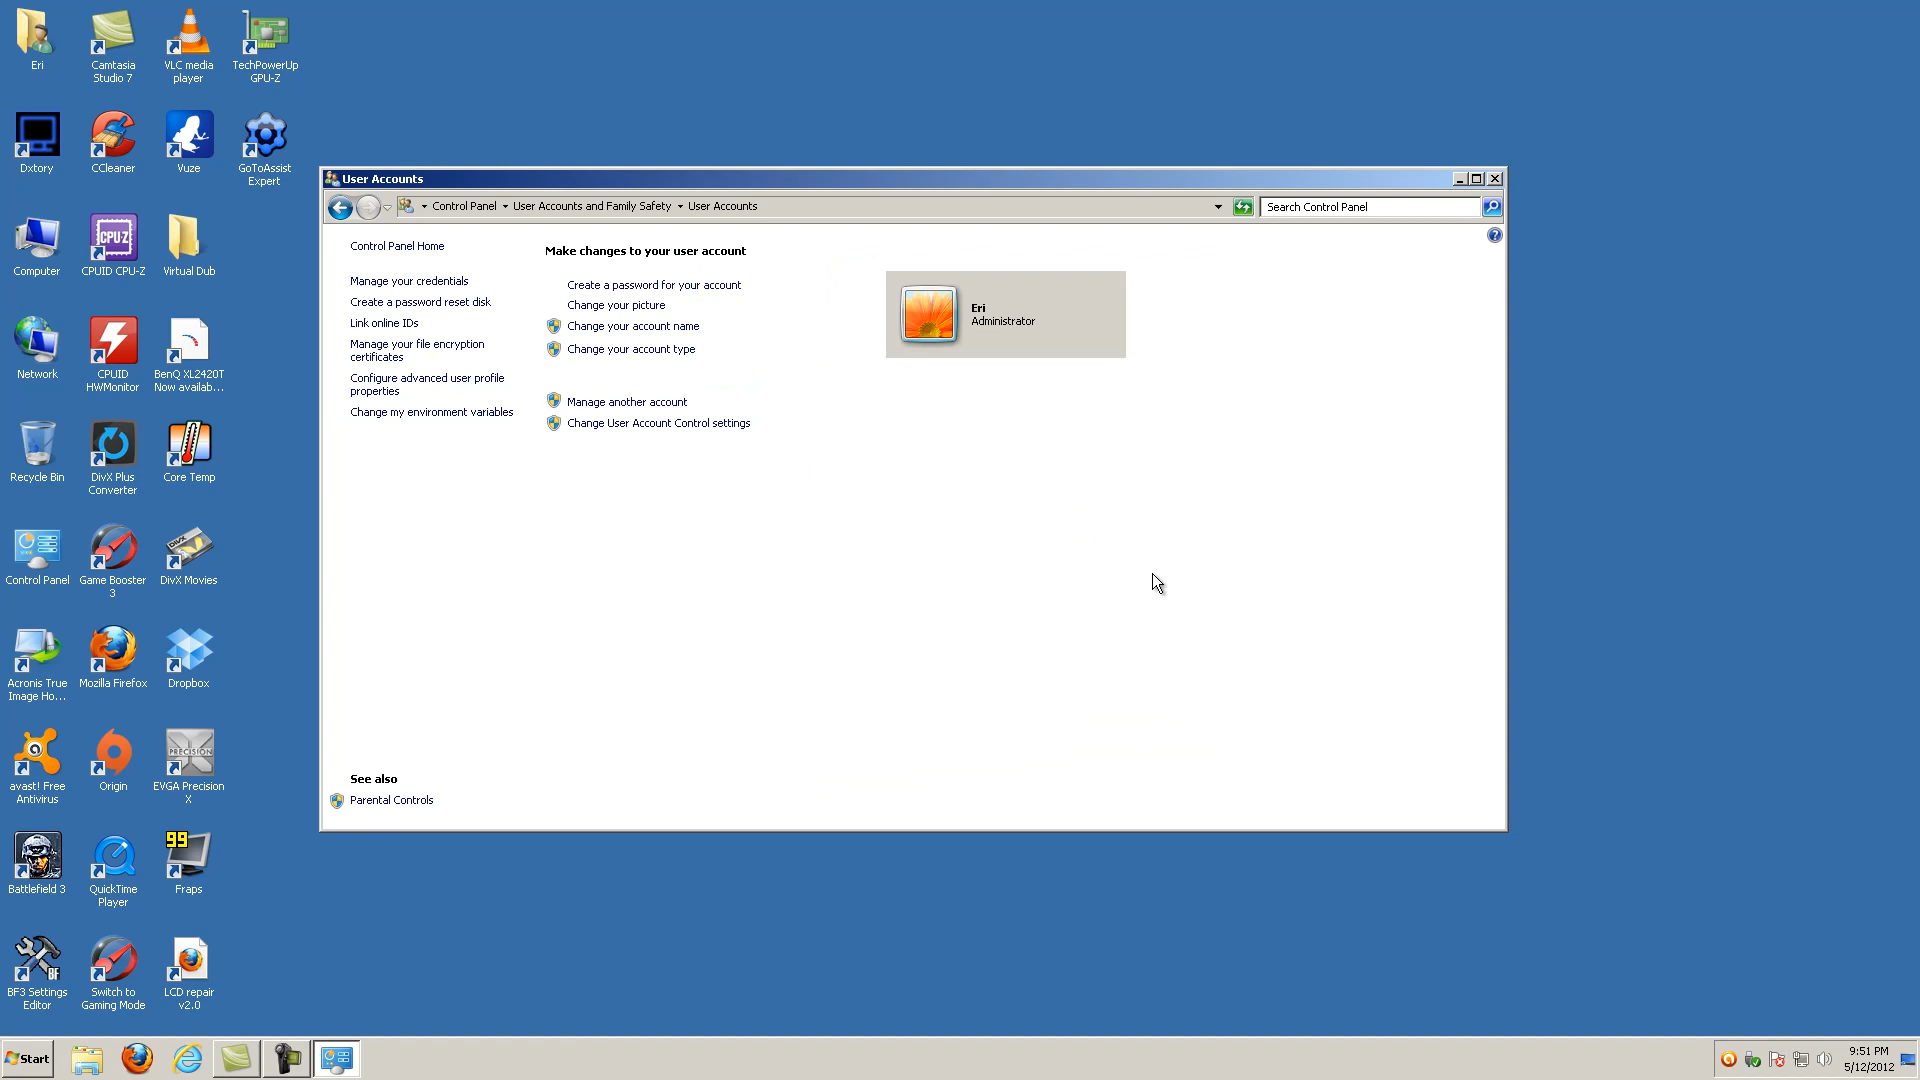 Eri
Camtasia
Studio 7
VLC media
player
TechPowerUp
GPU-Z
Dxtory
CCleaner
Vuze
GoToAssist
Expert
Computer
CPU-Z
CPUID CPU-Z
Virtual Dub
Network
CPUID
HWMonitor
BenQ XL2420T
Now availab...
Recycle Bin
DivX Plus
Converter
Core Temp
Control Panel
Game Booster
3
DIVX
DivX Movies
Acronis True
Image Ho...
Mozilla Firefox
Dropbox
avast! Free
Antivirus
Origin
PRECISION
EVGA Precision
X
Battlefield 3
QuickTime
Player
99
Fraps
BF
BF3 Settings
Editor
Switch to
Gaming Mode
LCD repair
v2.0
User Accounts
Control Panel
User Accounts and Family Safety
User Accounts
Search Control Panel
Control Panel Home
Manage your credentials
Create a password reset disk
Link online IDs
Manage your file encryption
certificates
Configure advanced user profile
properties
Change my environment variables
See also
Parental Controls
Make changes to your user account
Create a password for your account
Change your picture
Change your account name
Change your account type
Manage another account
Change User Account Control settings
Eri
Administrator
Start
9:51 PM
5/12/2012